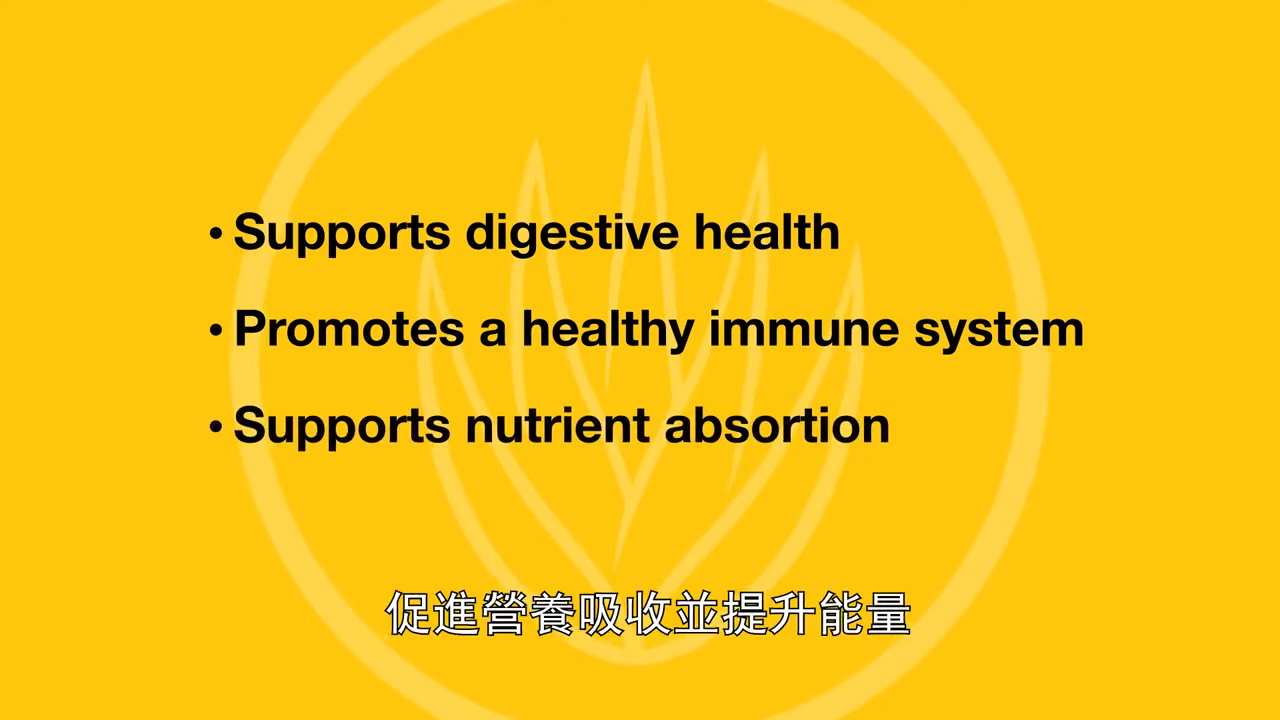 • Supports digestive health
• Promotes a healthy immune system
• Supports nutrient absortion
促進營養吸收並提升能量